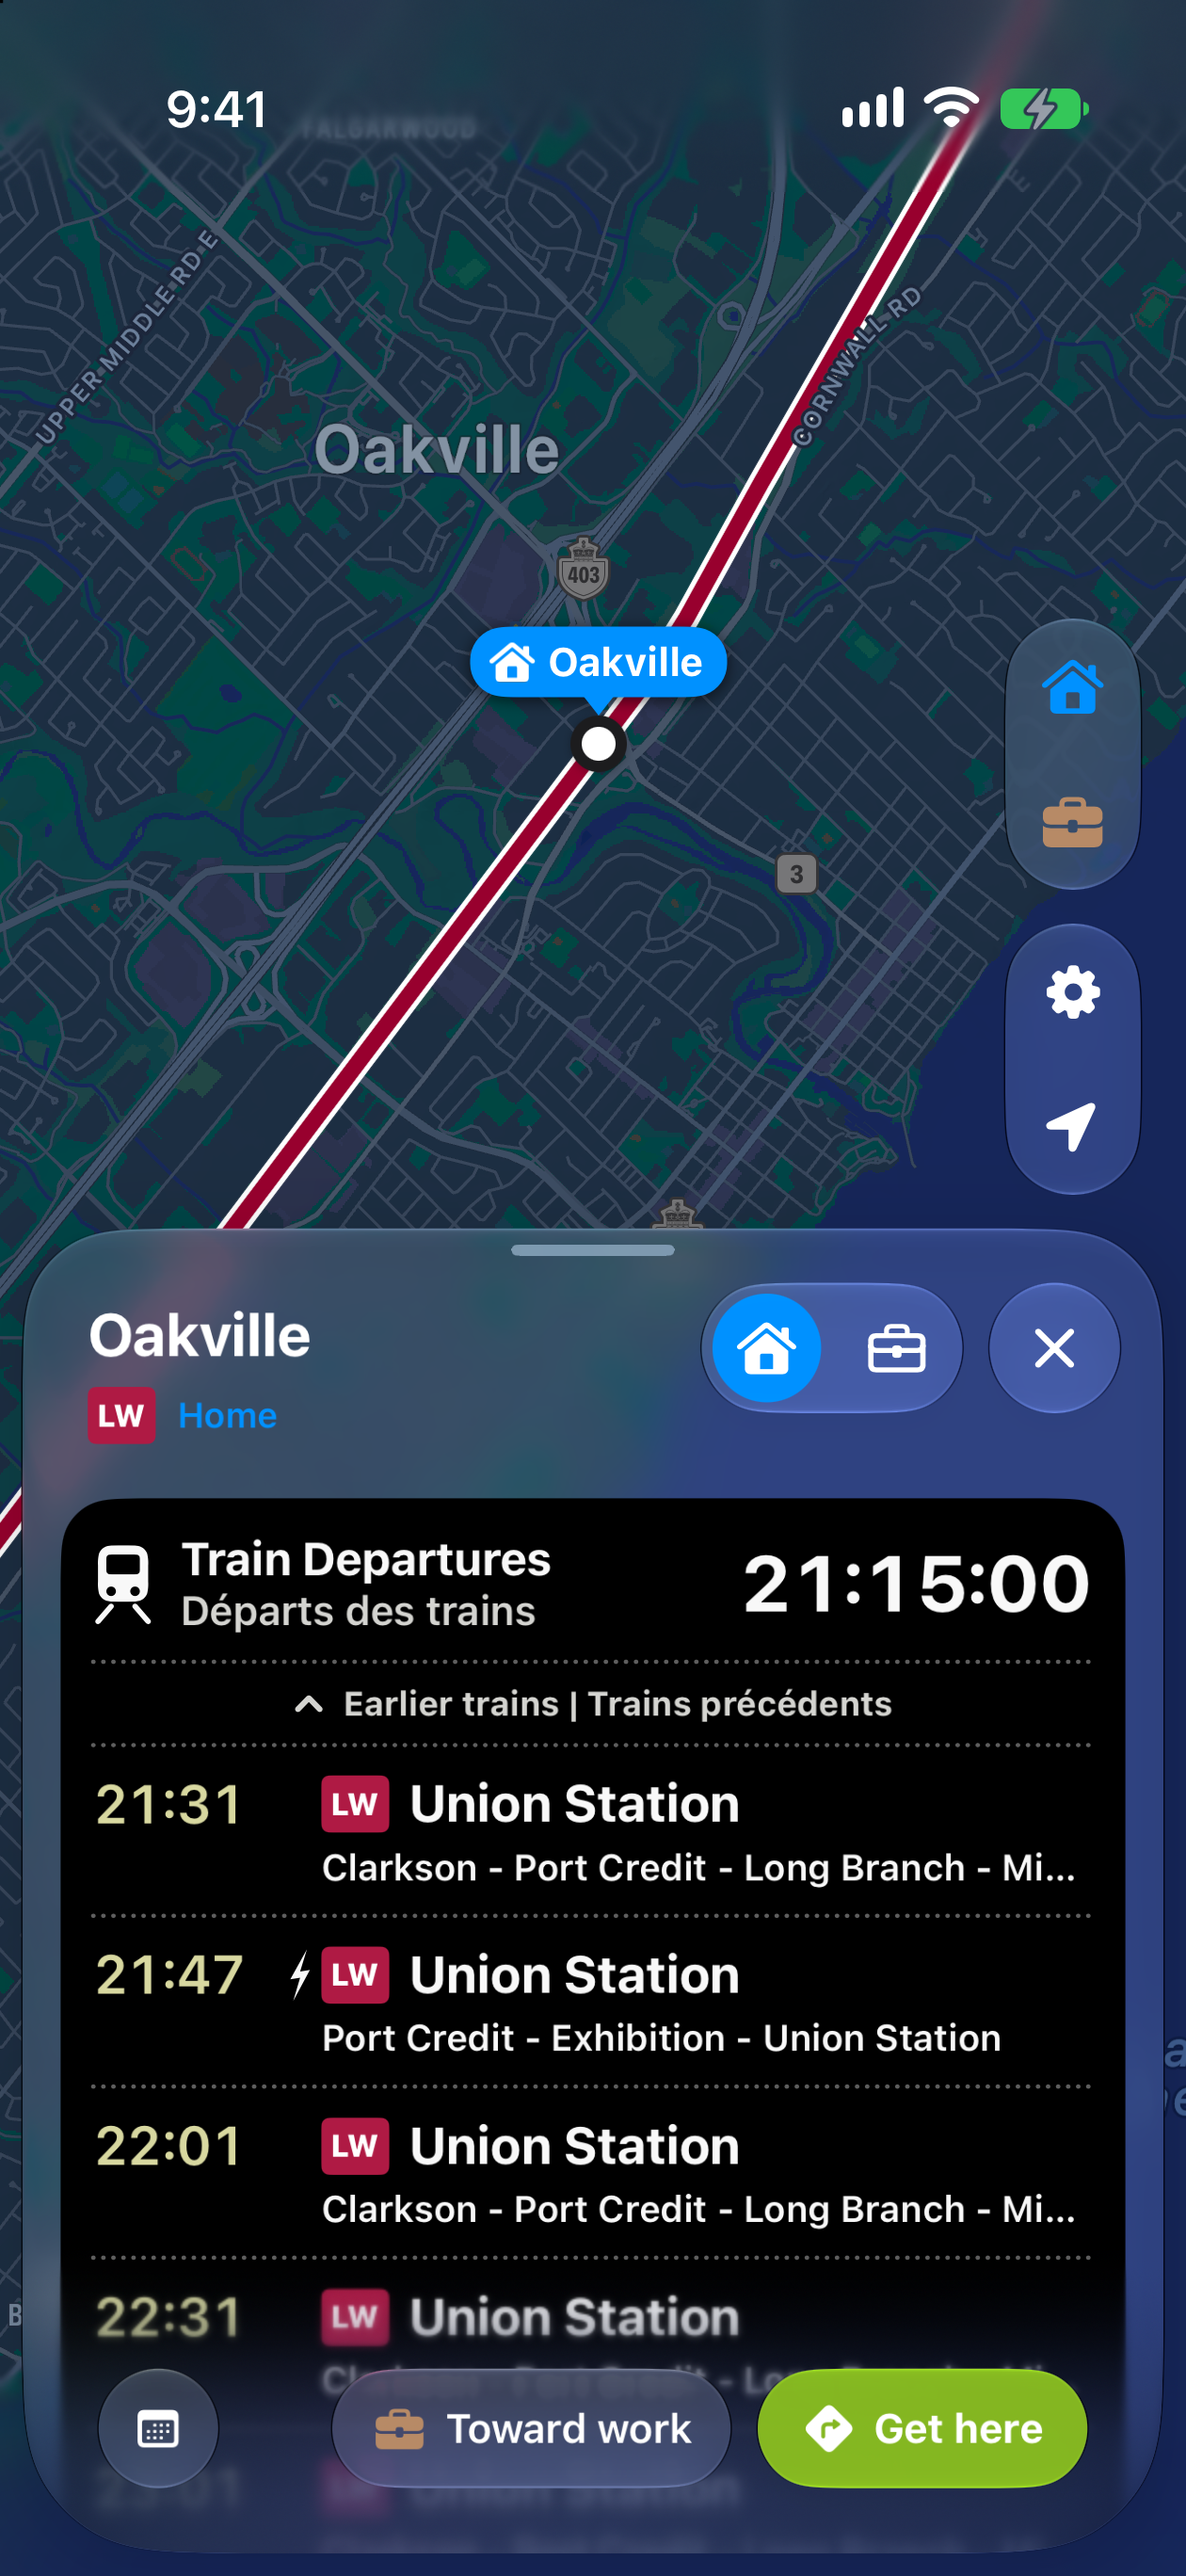 9:41
UPPER MIDDLE RD E
CORNWALL RD
Oakville
403
Oakville
3
Oakville
LW Home
Train Departures
21:15:00
Départs des trains
Earlier trains | Trains précédents
21:31 LW Union Station
Clarkson - Port Credit - Long Branch - Mi...
21:47 LW Union Station
Port Credit - Exhibition - Union Station
22:01 LW Union Station
Clarkson - Port Credit - Long Branch - Mi...
22:31 LW Union Station
Toward work
Get here